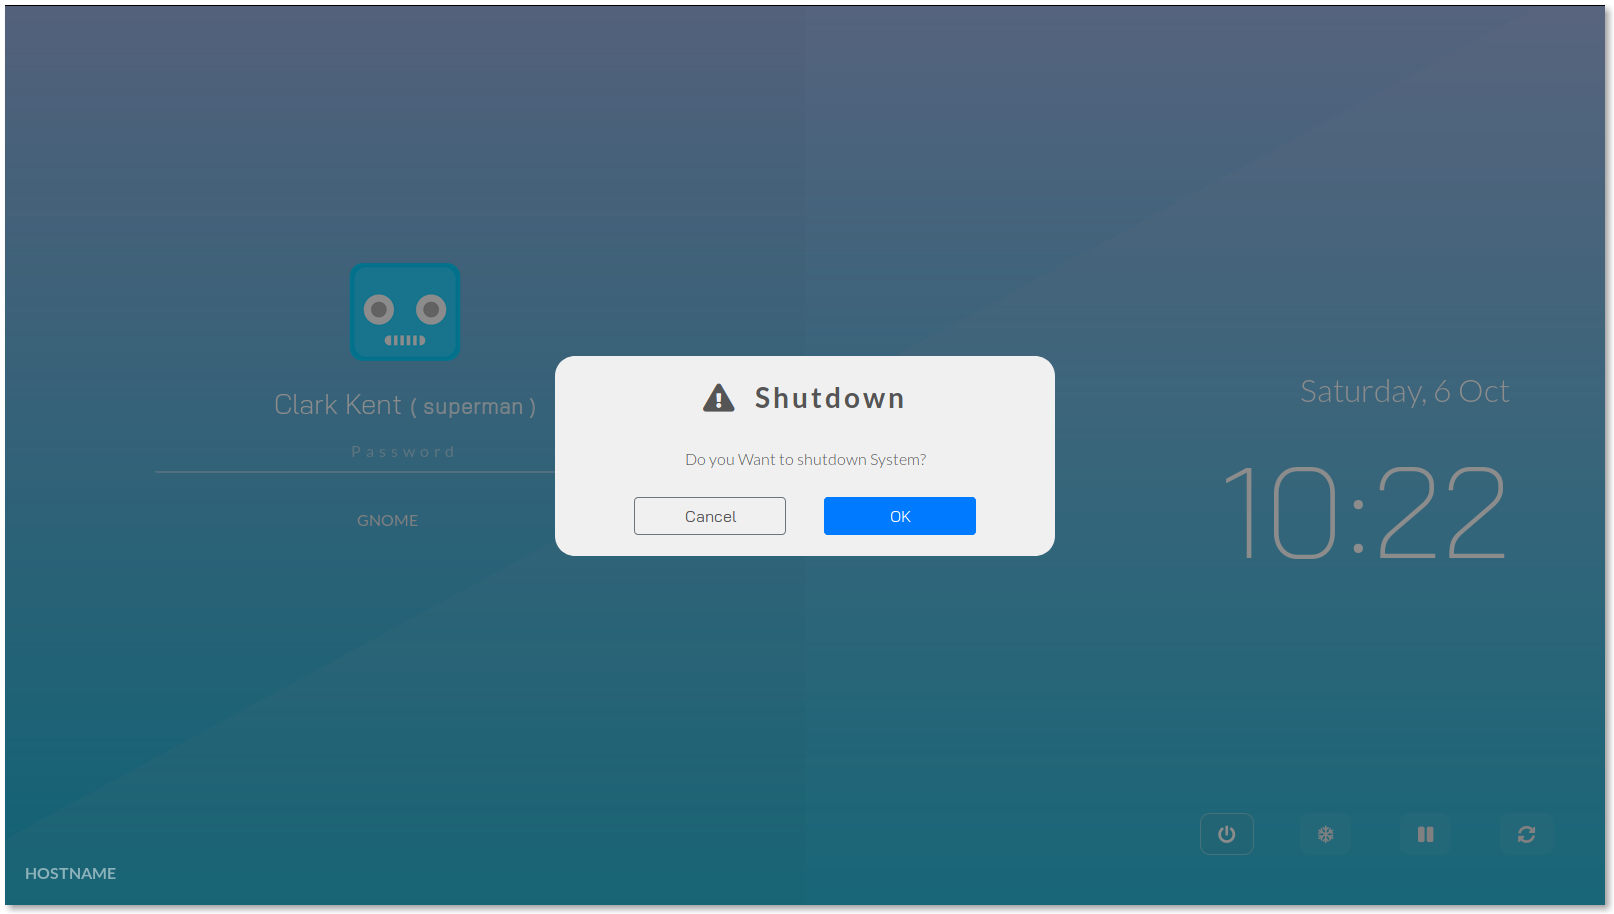 Clark Kent ( superman )
Password
GNOME
Shutdown
Do you Want to shutdown System?
Cancel
OK
Saturday, 6 Oct
10:22
HOSTNAME